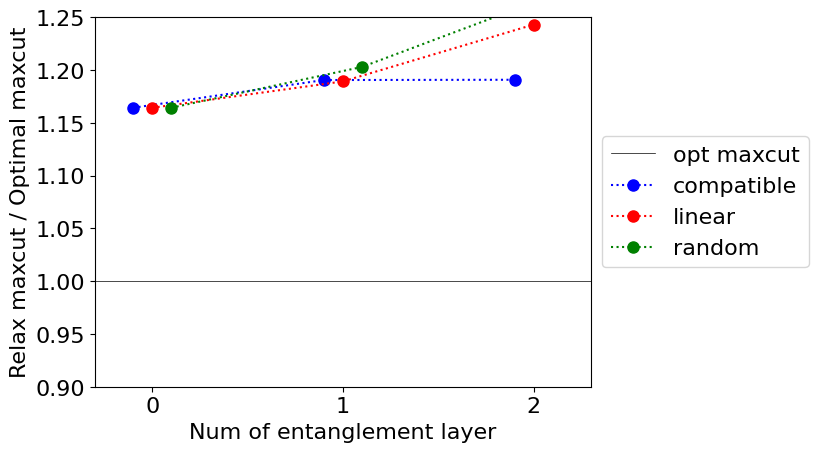 Relax maxcut / Optimal maxcut
1.25
1.20
1.15
1.10
1.05
1.00
0.95
0.90
0
1
2
Num of entanglement layer
opt maxcut
compatible
linear
random